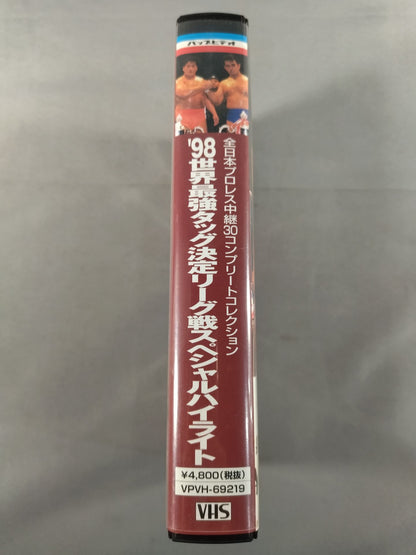 バップビデオ
全日本プロレス中継30コンプリートコレクション
'98世界最強タッグ決定リーグ戦スペシャルハイライト
¥4,800(税抜)
VPVH-69219
VHS